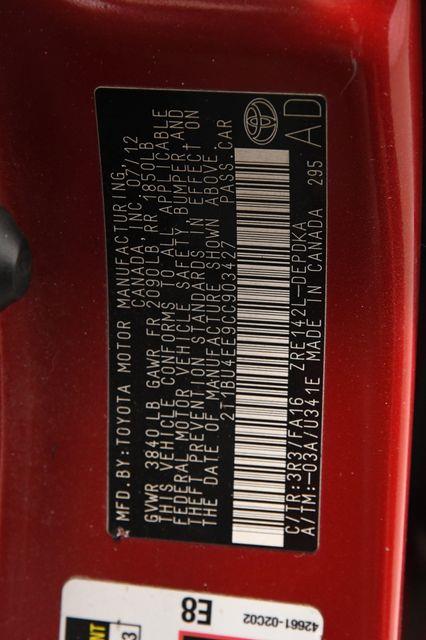 MFD. BY: TOYOTA MOTOR MANUFACTURING,
CANADA, INC. 07/12
GVWR 3840LB GAWR FR 2090LB, RR 1850LB
THIS VEHICLE CONFORMS TO ALL APPLICABLE
FEDERAL MOTOR VEHICLE SAFETY, BUMPER, AND
THEFT PREVENTION STANDARDS IN EFFECT ON
THE DATE OF MANUFACTURE SHOWN ABOVE.
2T1BU4EE9CC903427 PASS. CAR
C/TR:3R3/FA16 ZRE142L-DEPDKA
A/TM:-03A/U341E MADE IN CANADA 295
AD
E8
42661-02C02
NT
3